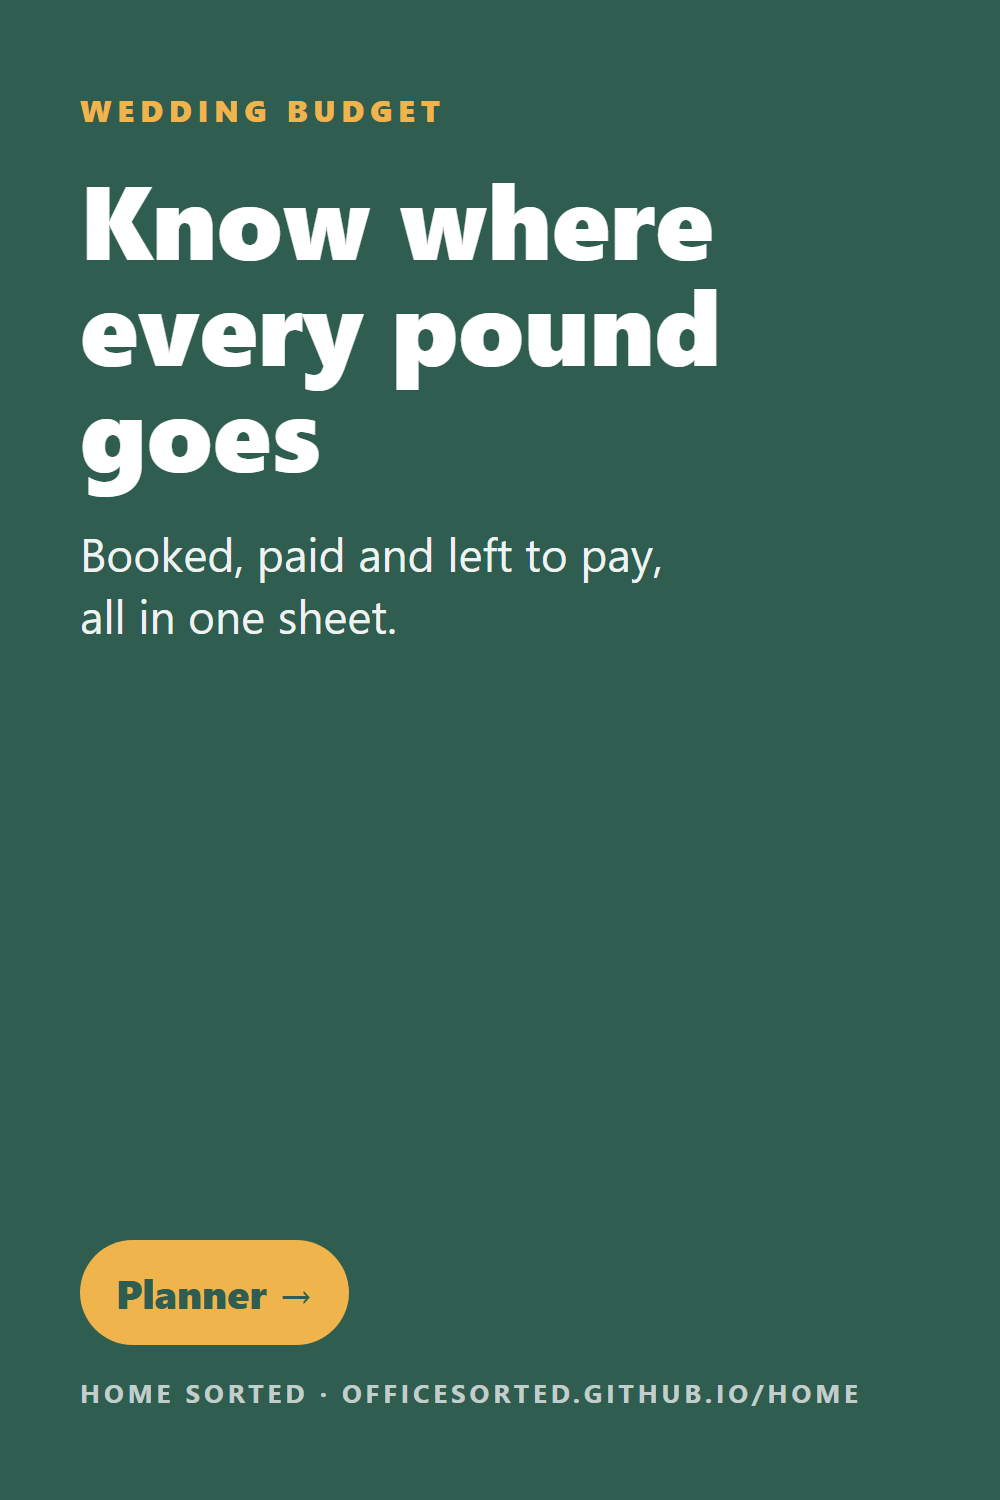 WEDDING BUDGET
Know where
every pound
goes
Booked, paid and left to pay,
all in one sheet.
Planner →
HOME SORTED · OFFICESORTED.GITHUB.IO/HOME